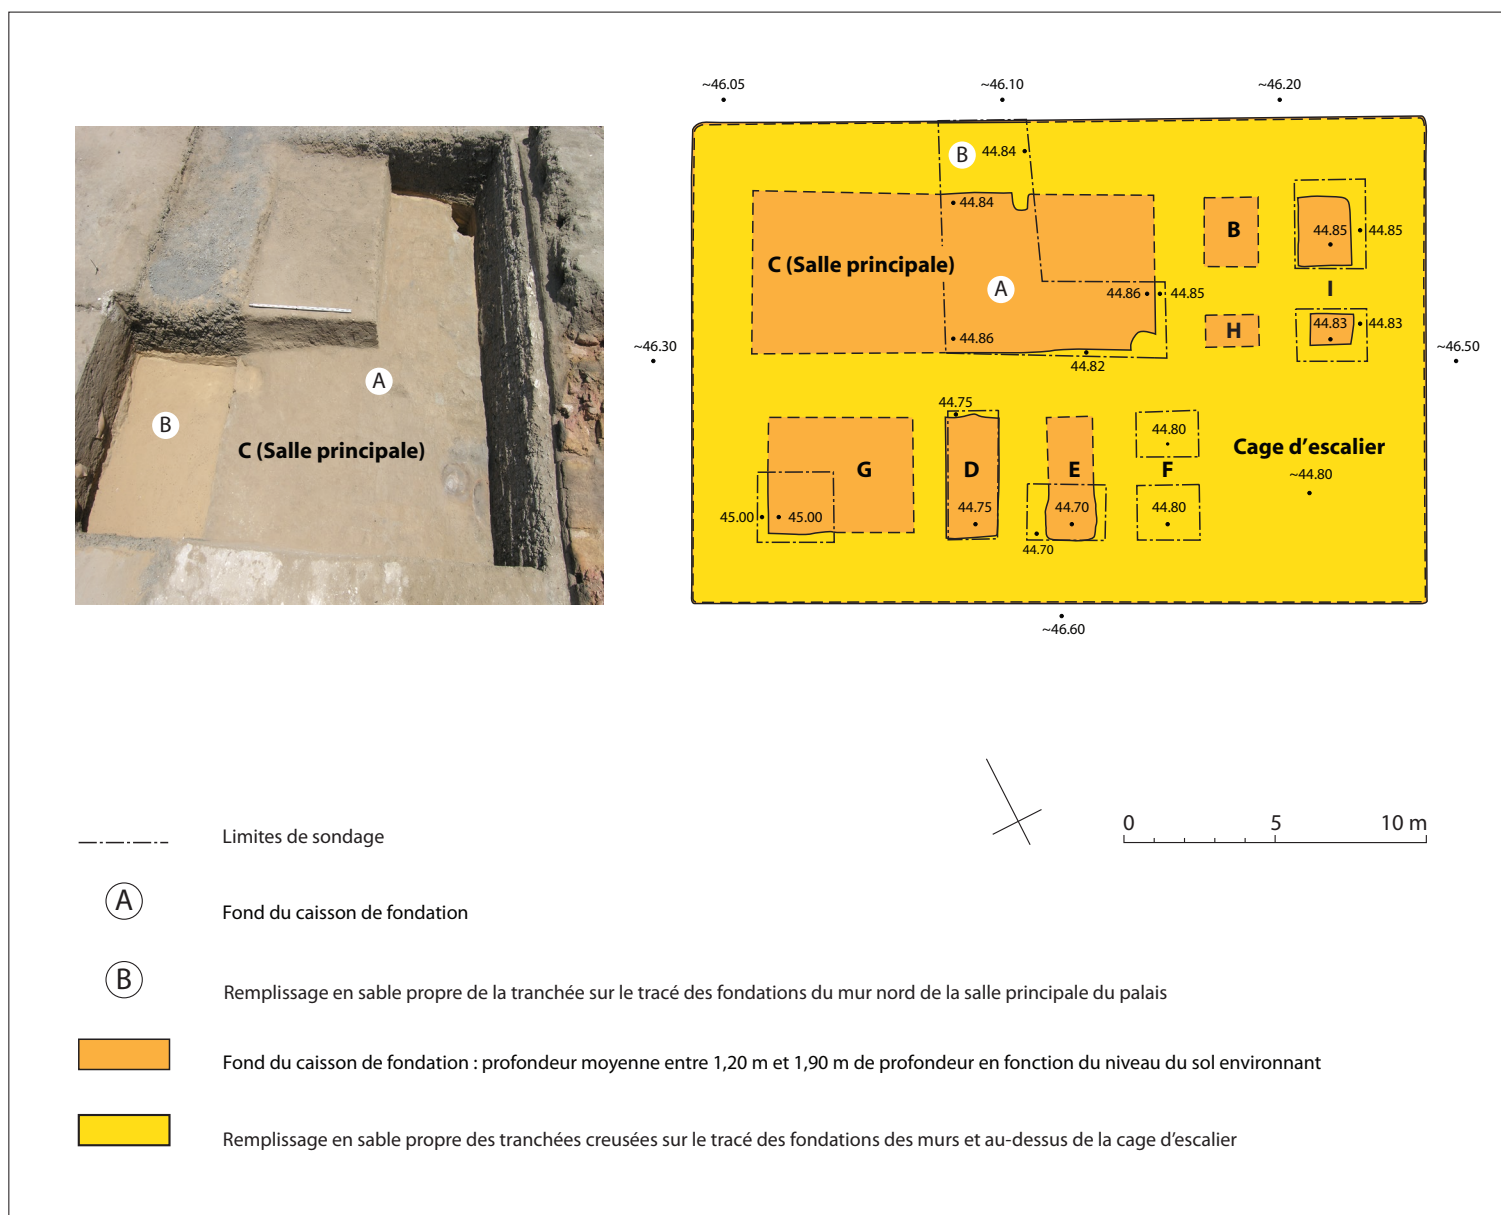 ~46.05
~46.10
~46.20
B
44.84
44.84
B
44.85
44.85
C (Salle principale)
A
44.86
44.85
I
H
44.83
44.83
~46.30
44.86
44.82
~46.50
A
B
C (Salle principale)
44.75
44.80
Cage d’escalier
G
D
E
F
~44.80
45.00
45.00
44.75
44.70
44.80
44.70
~46.60
0
5
10 m
Limites de sondage
A
Fond du caisson de fondation
B
Remplissage en sable propre de la tranchée sur le tracé des fondations du mur nord de la salle principale du palais
Fond du caisson de fondation : profondeur moyenne entre 1,20 m et 1,90 m de profondeur en fonction du niveau du sol environnant
Remplissage en sable propre des tranchées creusées sur le tracé des fondations des murs et au-dessus de la cage d’escalier